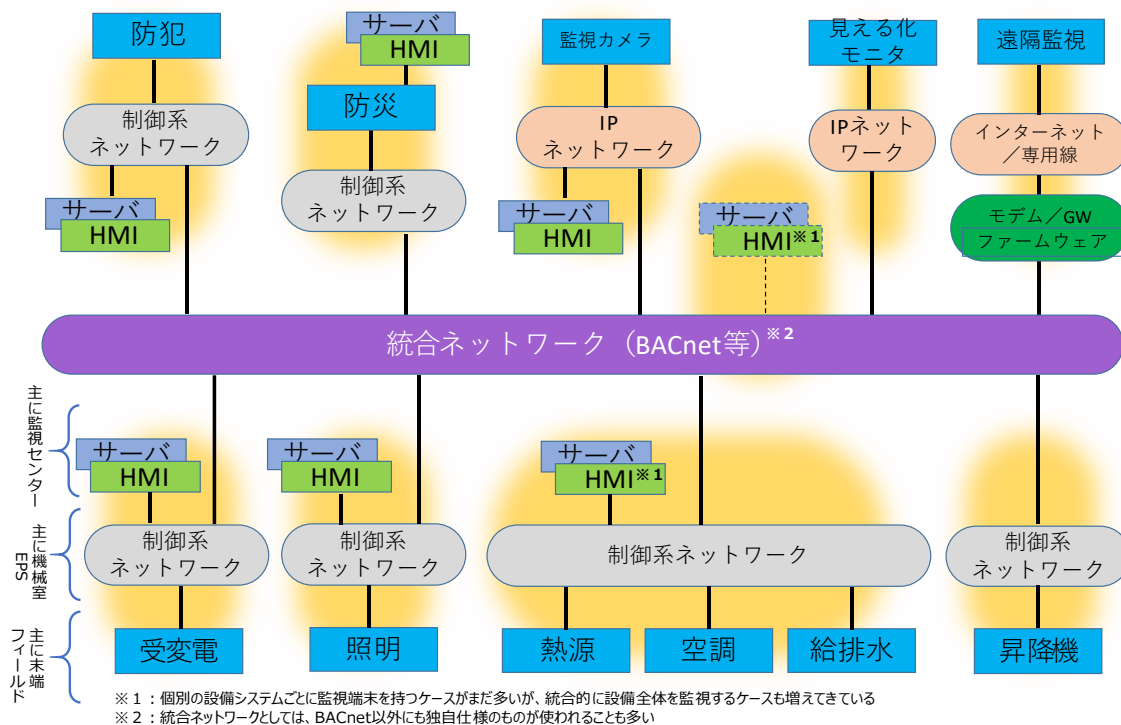 防犯
サーバ
HMI
監視カメラ
見える化
モニタ
遠隔監視
制御系
ネットワーク
防災
IP
ネットワーク
IPネット
ワーク
インターネット
／専用線
サーバ
HMI
制御系
ネットワーク
サーバ
HMI
サーバ
HMI※1
モデム／GW
ファームウェア
統合ネットワーク（BACnet等）※2
主に監視センター
サーバ
HMI
サーバ
HMI
サーバ
HMI※1
主に機械室
EPS
制御系
ネットワーク
制御系
ネットワーク
制御系ネットワーク
制御系
ネットワーク
主に末端
フィールド
受変電
照明
熱源
空調
給排水
昇降機
※1：個別の設備システムごとに監視端末を持つケースがまだ多いが、統合的に設備全体を監視するケースも増えてきている
※2：統合ネットワークとしては、BACnet以外にも独自仕様のものが使われることも多い